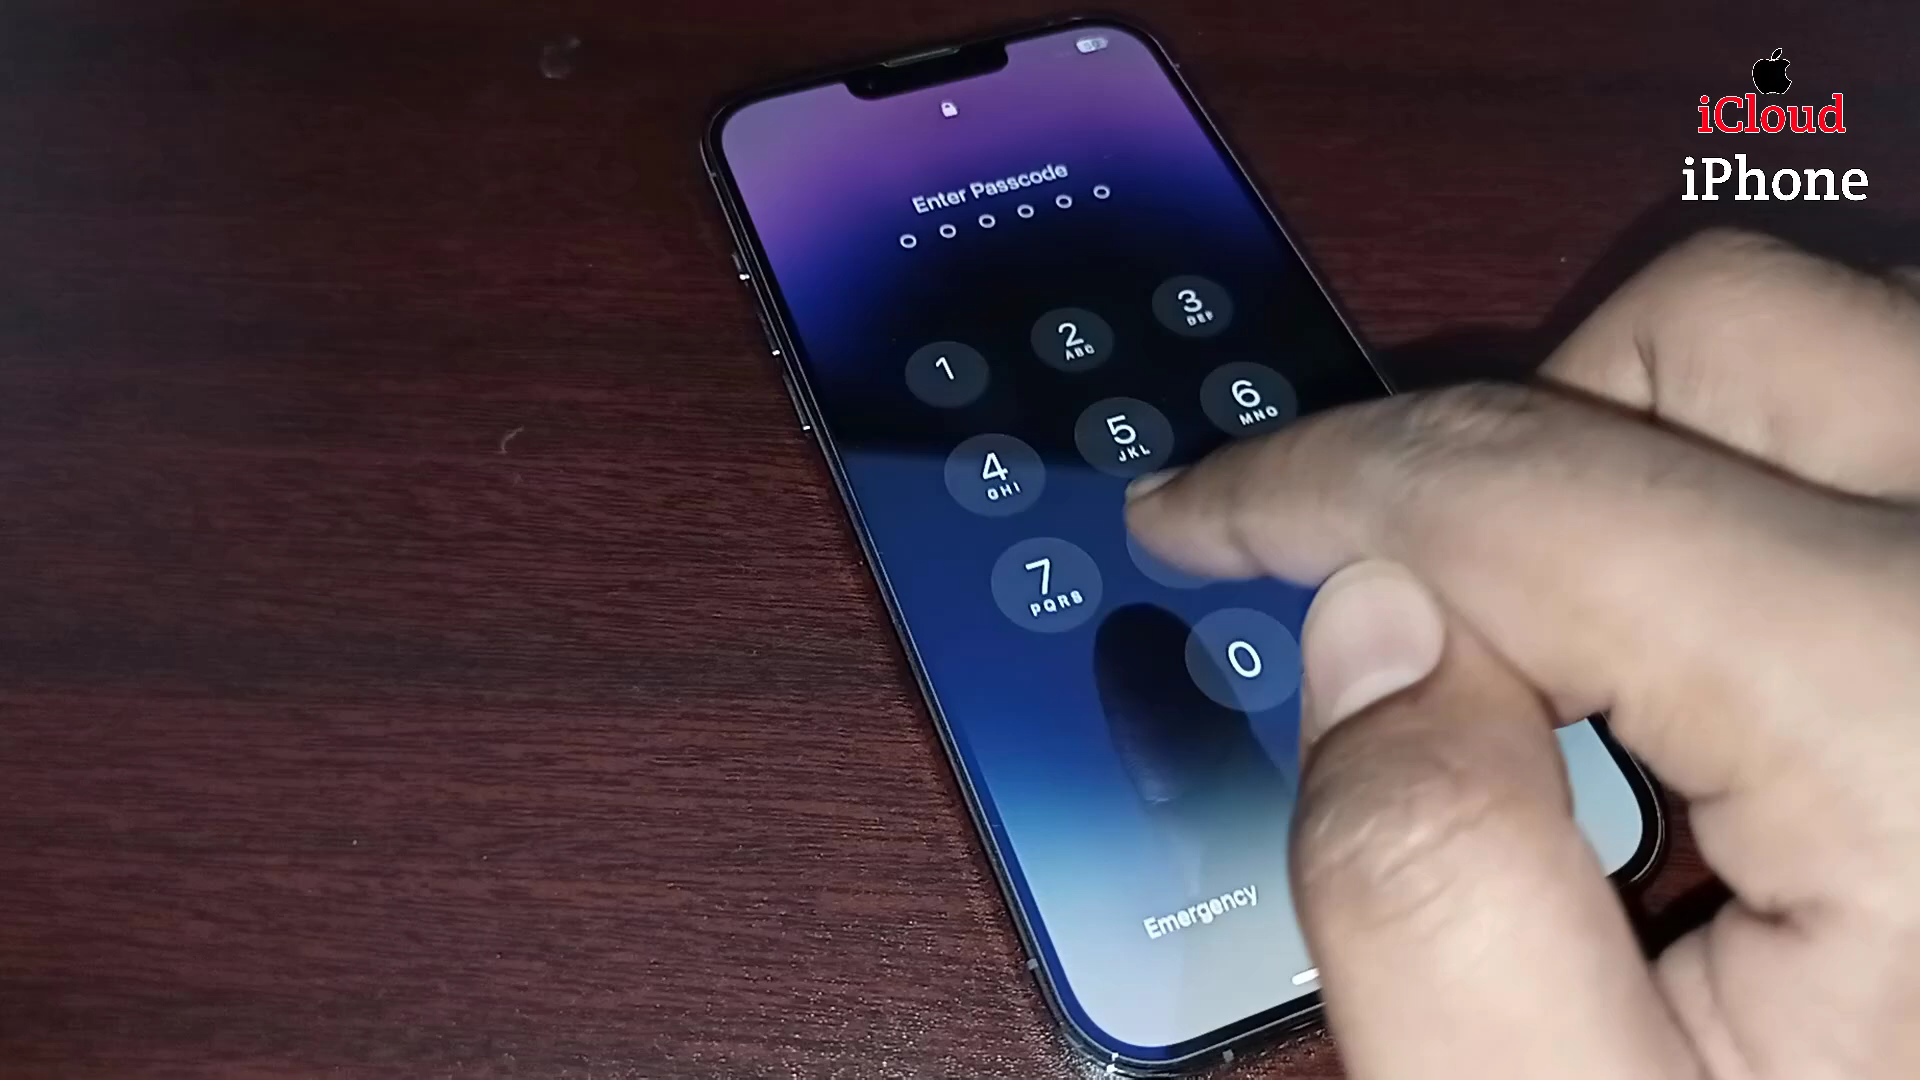 iCloud
iPhone
Enter Passcode
1
2
ABC
3
DEF
4
GHI
5
JKL
6
MNO
7
PQRS
0
Emergency